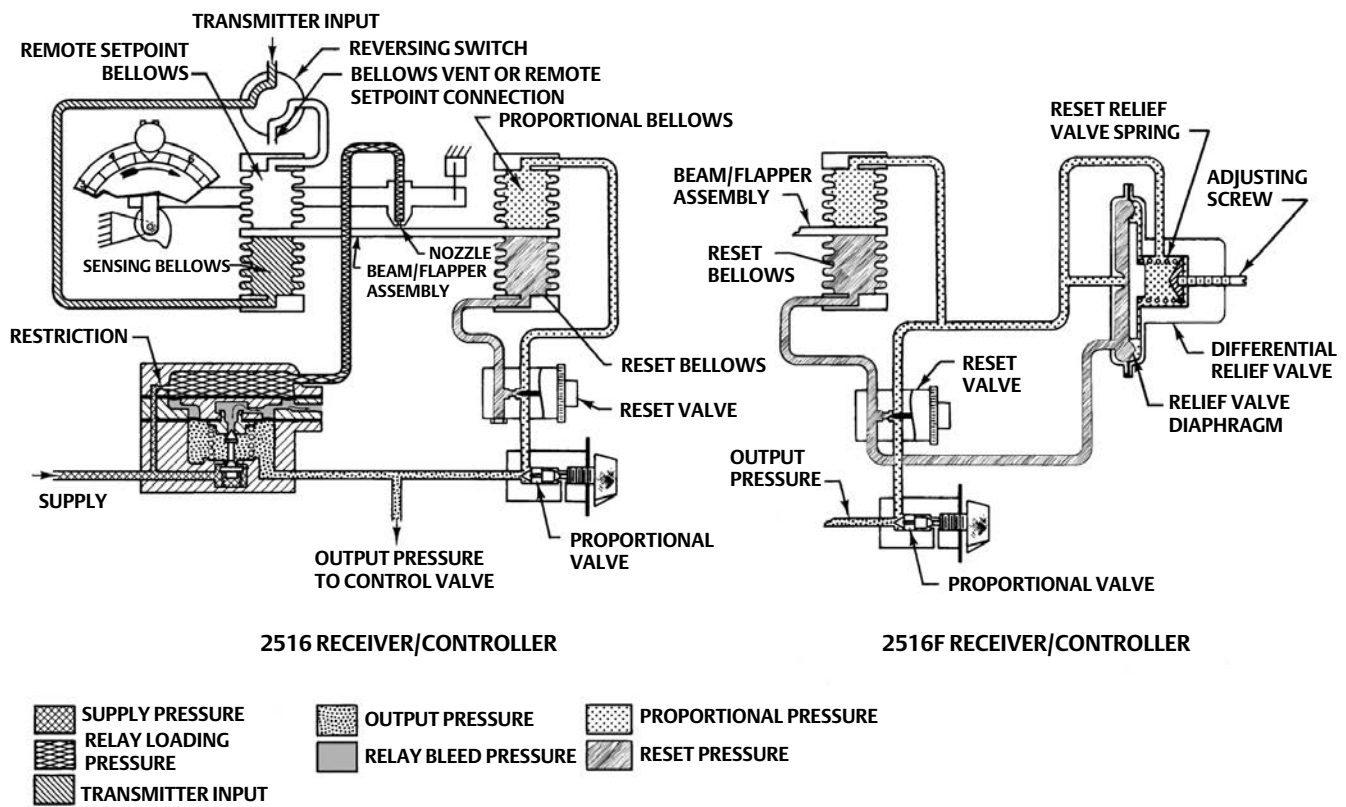 TRANSMITTER INPUT
REMOTE SETPOINT
BELLOWS
REVERSING SWITCH
BELLOWS VENT OR REMOTE
SETPOINT CONNECTION
PROPORTIONAL BELLOWS
SENSING BELLOWS
NOZZLE
BEAM/FLAPPER
ASSEMBLY
RESTRICTION
RESET BELLOWS
RESET VALVE
SUPPLY
OUTPUT PRESSURE
TO CONTROL VALVE
PROPORTIONAL
VALVE
2516 RECEIVER/CONTROLLER
RESET RELIEF
VALVE SPRING
BEAM/FLAPPER
ASSEMBLY
ADJUSTING
SCREW
RESET
BELLOWS
RESET
VALVE
DIFFERENTIAL
RELIEF VALVE
RELIEF VALVE
DIAPHRAGM
OUTPUT
PRESSURE
PROPORTIONAL VALVE
2516F RECEIVER/CONTROLLER
SUPPLY PRESSURE
RELAY LOADING
PRESSURE
TRANSMITTER INPUT
OUTPUT PRESSURE
RELAY BLEED PRESSURE
PROPORTIONAL PRESSURE
RESET PRESSURE